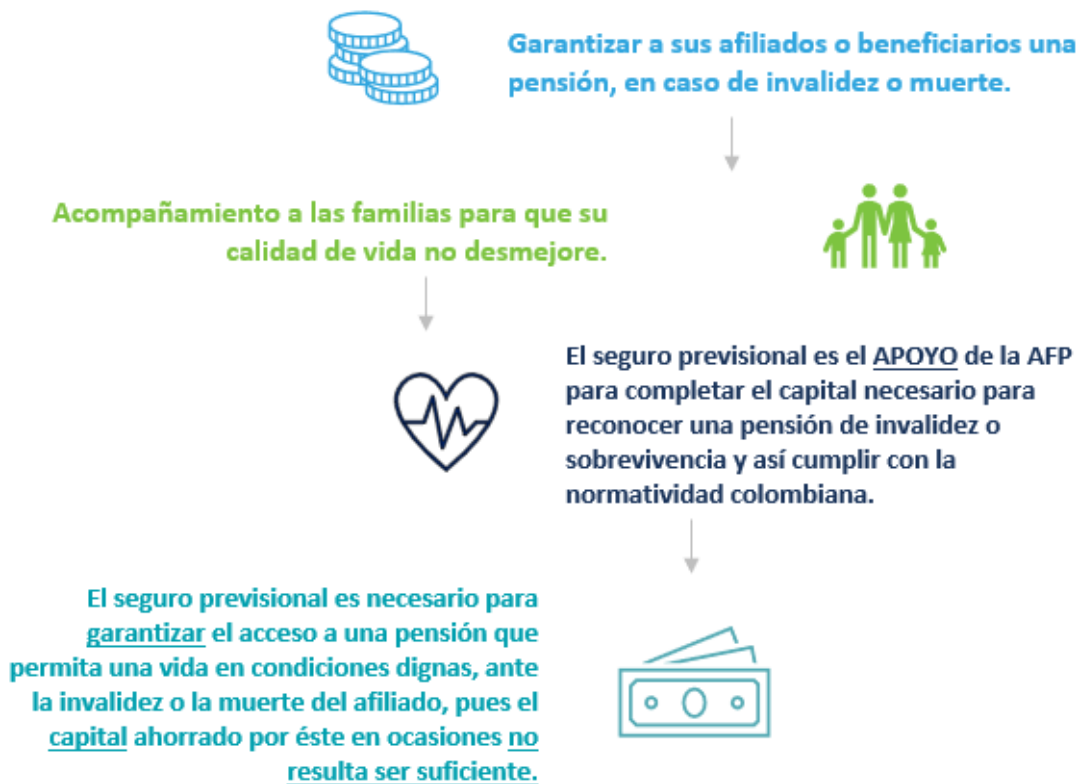 Garantizar a sus afiliados o beneficiarios una
pensión, en caso de invalidez o muerte.
Acompañamiento a las familias para que su
calidad de vida no desmejore.
El seguro previsional es el APOYO de la AFP
para completar el capital necesario para
reconocer una pensión de invalidez o
sobrevivencia y así cumplir con la
normatividad colombiana.
El seguro previsional es necesario para
garantizar el acceso a una pensión que
permita una vida en condiciones dignas, ante
la invalidez o la muerte del afiliado, pues el
capital ahorrado por éste en ocasiones no
resulta ser suficiente.